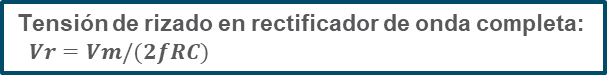 Tensión de rizado en rectificador de onda completa:
Vr = Vm/(2fRC)